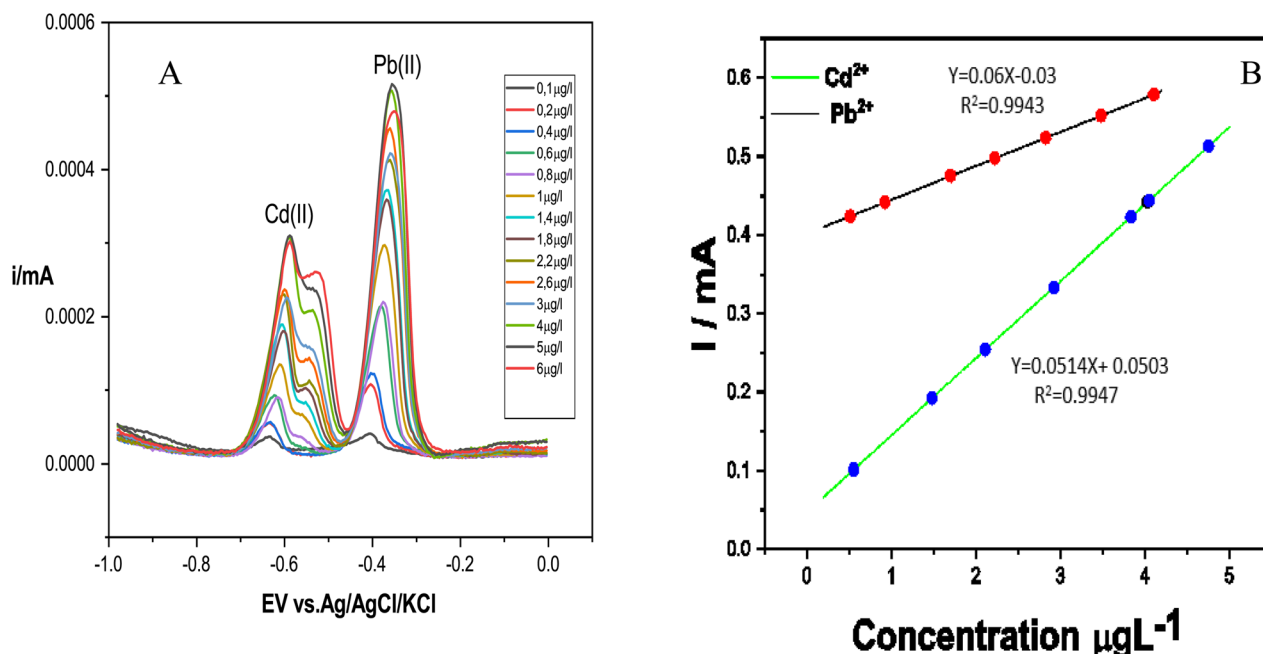 A
0.0006
0.0004
0.0002
0.0000
i/mA
Cd(II)
Pb(II)
0,1µg/l
0,2µg/l
0,4µg/l
0,6µg/l
0,8µg/l
1µg/l
1,4µg/l
1,8µg/l
2,2µg/l
2,6µg/l
3µg/l
4µg/l
5µg/l
6µg/l
-1.0 -0.8 -0.6 -0.4 -0.2 0.0
EV vs.Ag/AgCl/KCl
B
Cd²⁺
Pb²⁺
Y=0.06X-0.03
R²=0.9943
Y=0.0514X+ 0.0503
R²=0.9947
0.6
0.5
0.4
0.3
0.2
0.1
0.0
I / mA
0 1 2 3 4 5
Concentration µgL⁻¹